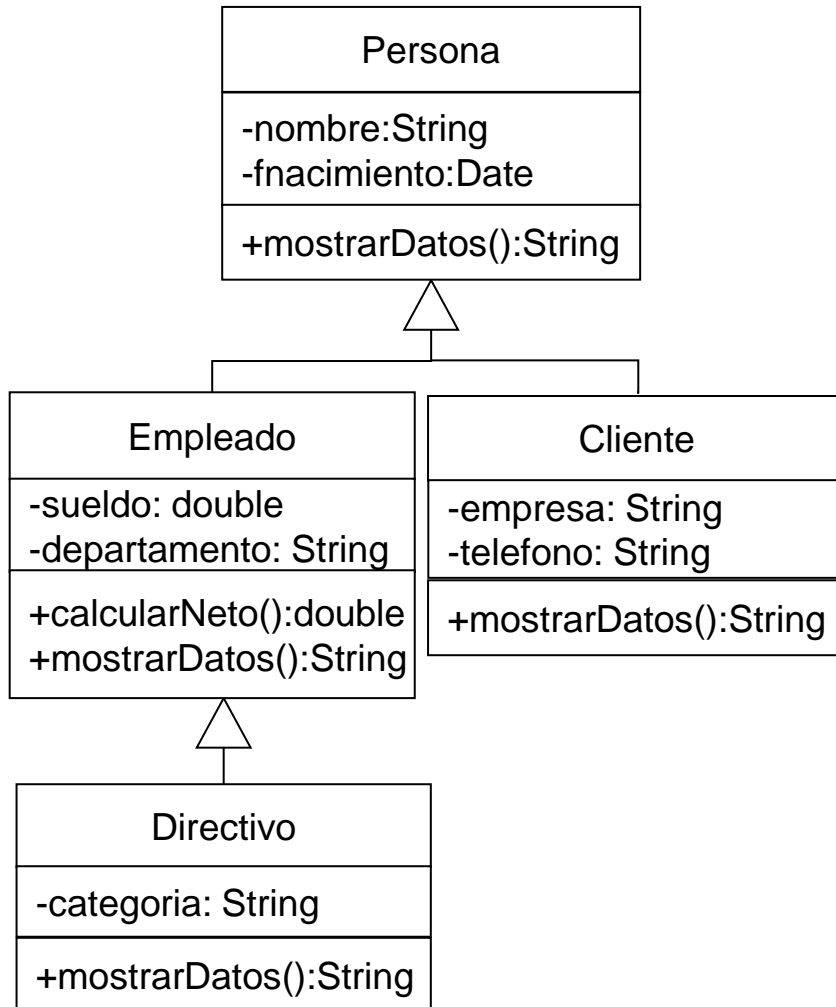 Persona
-nombre:String
-fnacimiento:Date
+mostrarDatos():String
Empleado
-sueldo: double
-departamento: String
+calcularNeto():double
+mostrarDatos():String
Cliente
-empresa: String
-telefono: String
+mostrarDatos():String
Directivo
-categoria: String
+mostrarDatos():String